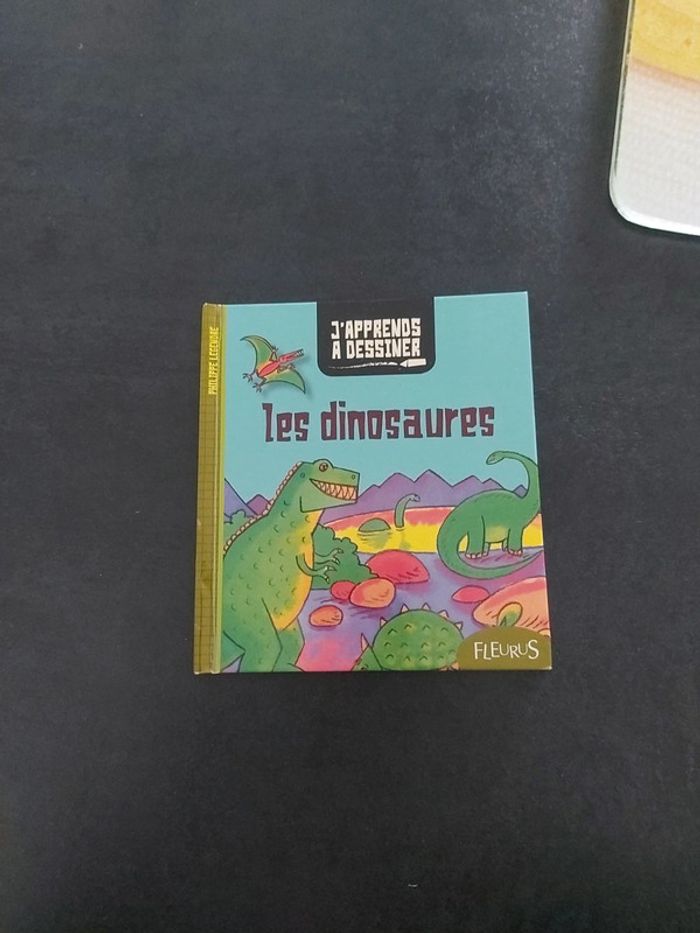 PHILIPPE LEGENDRE
J'APPRENDS
A DESSINER
les dinosaures
FLEURUS